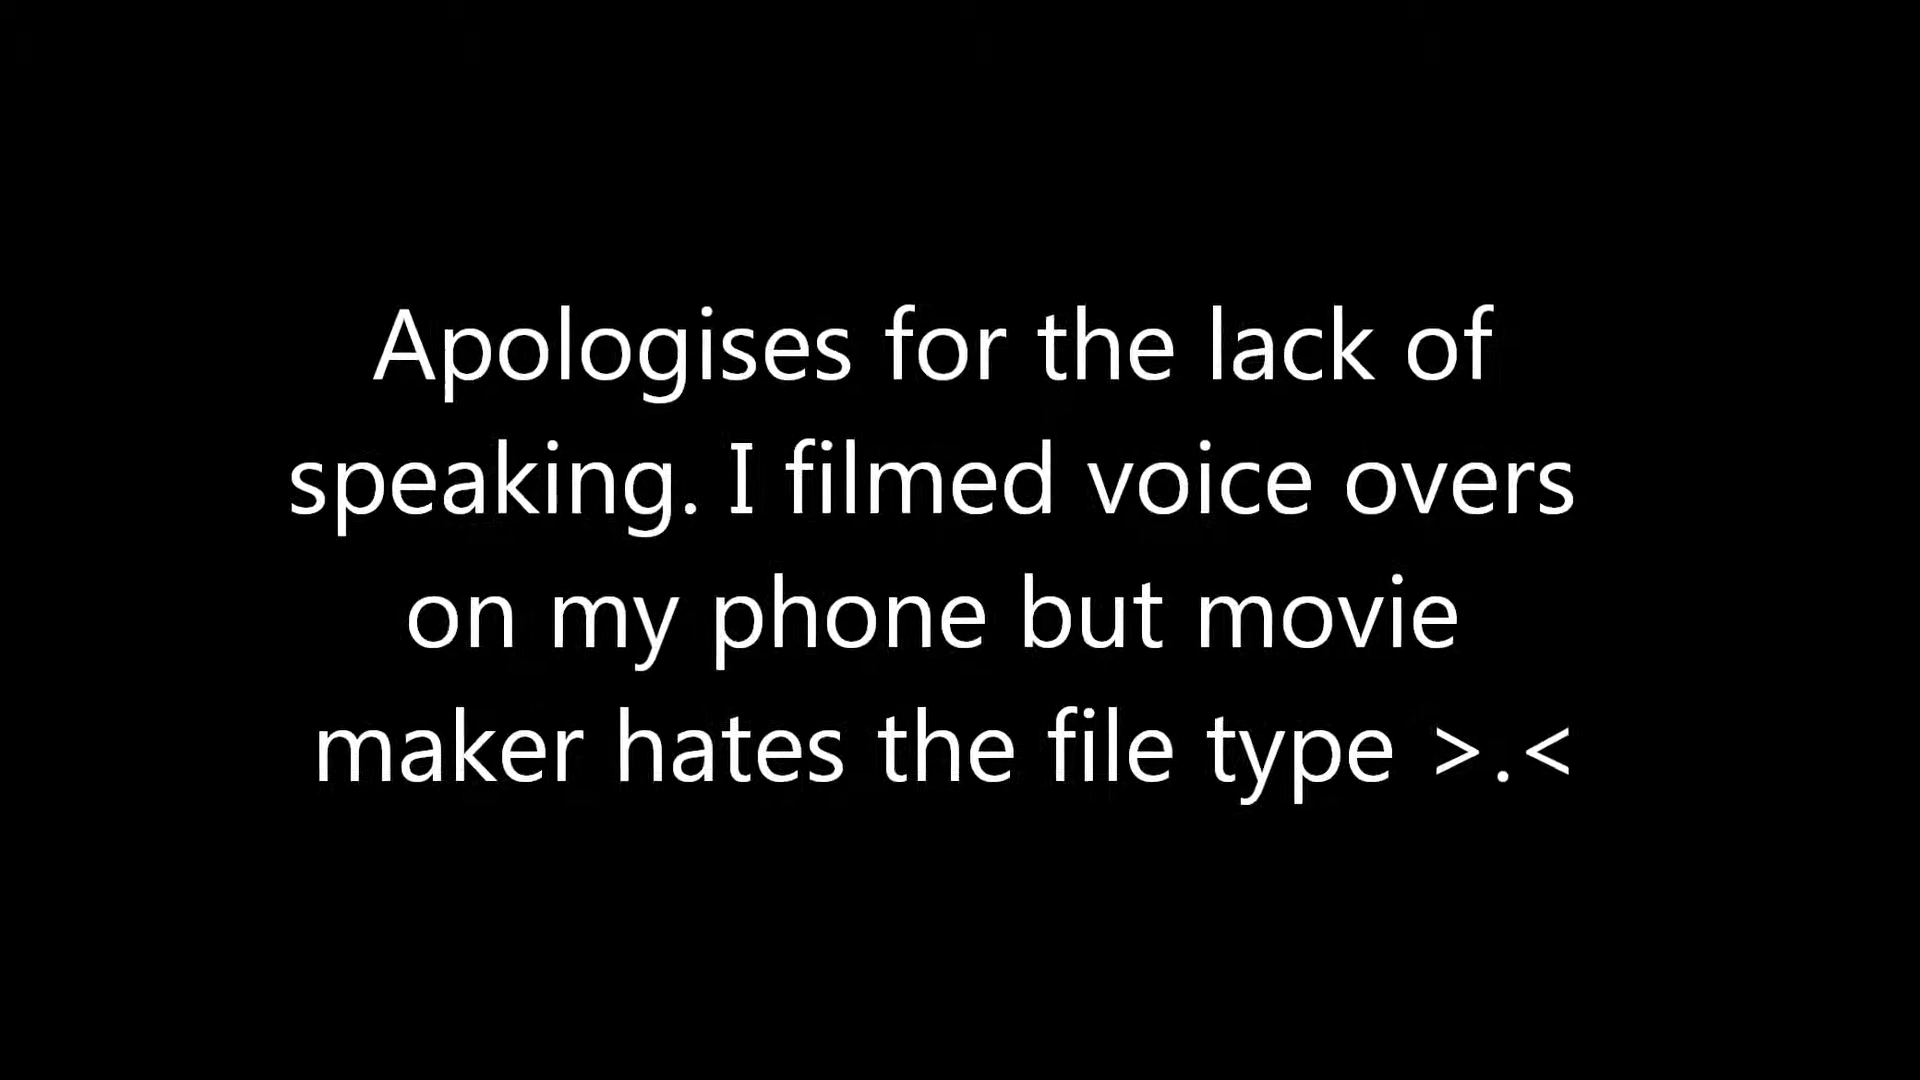 Apologises for the lack of
speaking. I filmed voice overs
on my phone but movie
maker hates the file type >.<